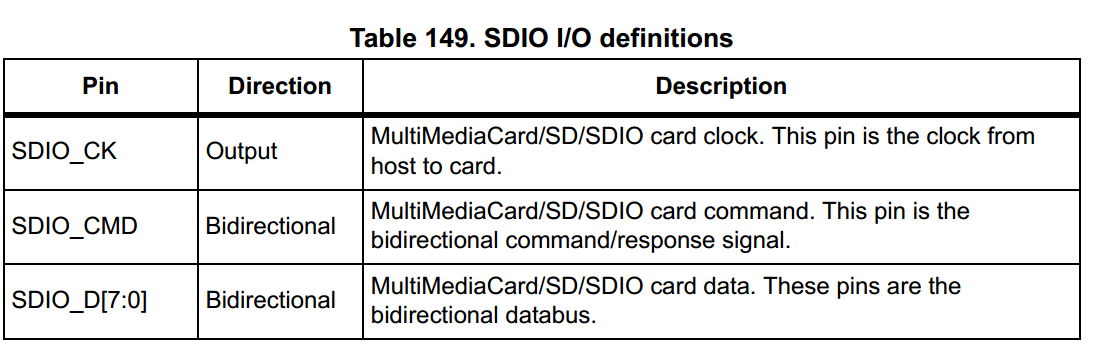 Table 149. SDIO I/O definitions
Pin Direction Description
SDIO_CK Output MultiMediaCard/SD/SDIO card clock. This pin is the clock from
host to card.
SDIO_CMD Bidirectional MultiMediaCard/SD/SDIO card command. This pin is the
bidirectional command/response signal.
SDIO_D[7:0] Bidirectional MultiMediaCard/SD/SDIO card data. These pins are the
bidirectional databus.